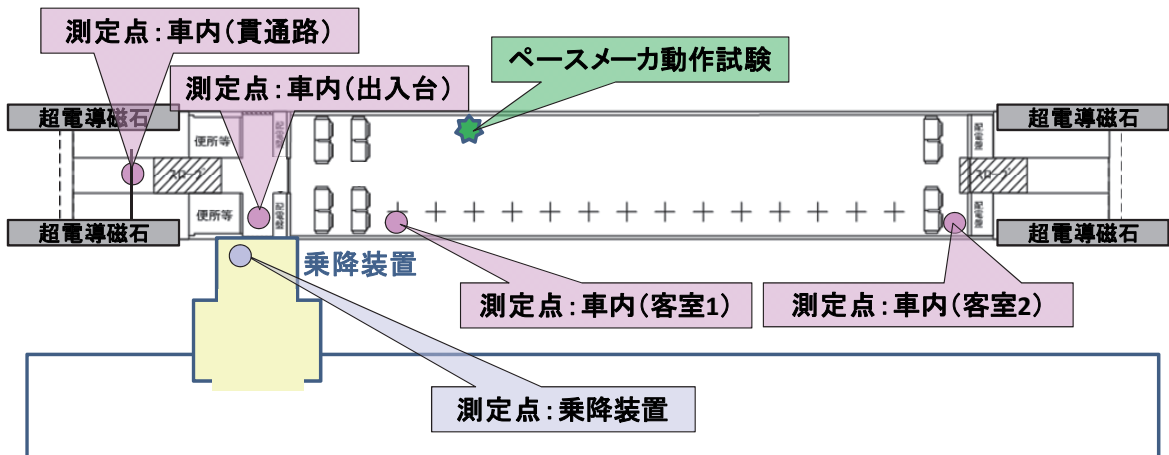 測定点：車内（貫通路）
ペースメーカ動作試験
測定点：車内（出入台）
超電導磁石
超電導磁石
便所等
配電盤
スロープ
スロープ
便所等
配電盤
配電盤
超電導磁石
超電導磁石
乗降装置
測定点：車内（客室1）
測定点：車内（客室2）
測定点：乗降装置